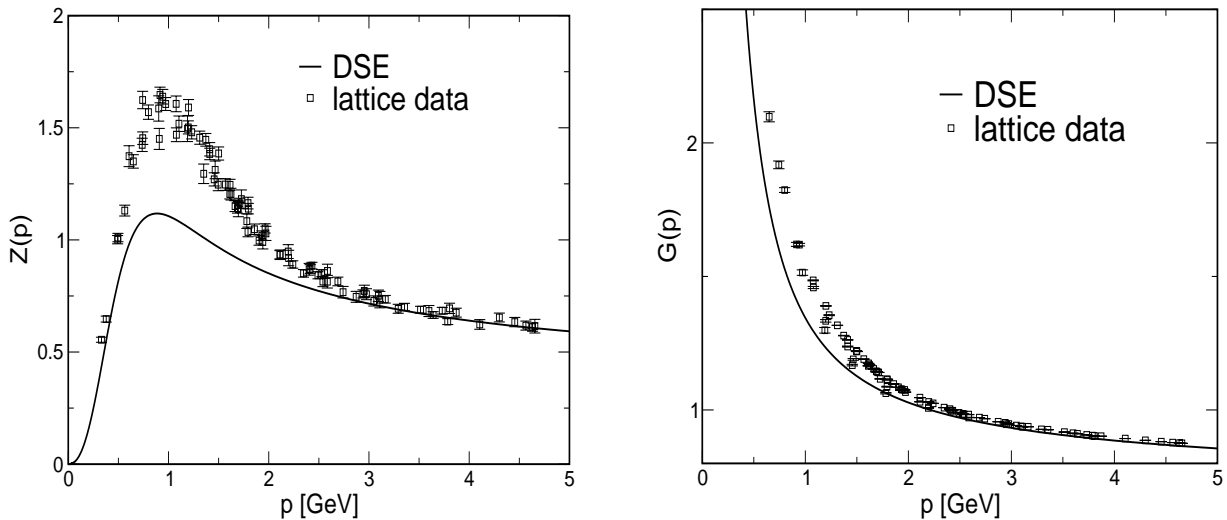 2
1.5
1
0.5
0
Z(p)
DSE
lattice data
0 1 2 3 4 5
p [GeV]
2
1
G(p)
DSE
lattice data
0 1 2 3 4 5
p [GeV]